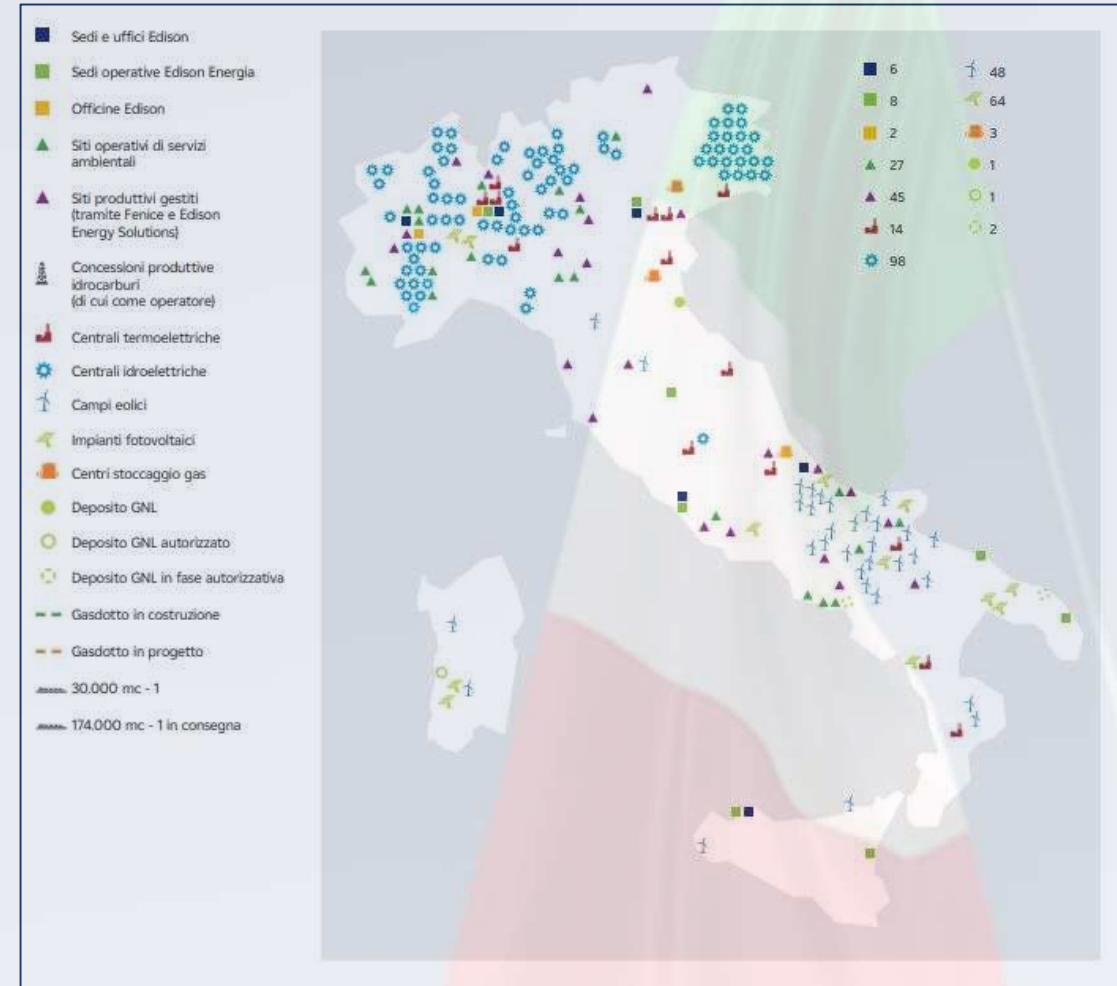 Sedi e uffici Edison
Sedi operative Edison Energia
Officine Edison
Siti operativi di servizi
ambientali
Siti produttivi gestiti
(tramite Fenice e Edison
Energy Solutions)
Concessioni produttive
idrocarburi
(di cui come operatore)
Centrali termoelettriche
Centrali idroelettriche
Campi eolici
Impianti fotovoltaici
Centri stoccaggio gas
Deposito GNL
Deposito GNL autorizzato
Deposito GNL in fase autorizzativa
Gasdotto in costruzione
Gasdotto in progetto
30.000 mc - 1
174.000 mc - 1 in consegna
6
8
2
27
45
14
98
48
64
3
1
1
2